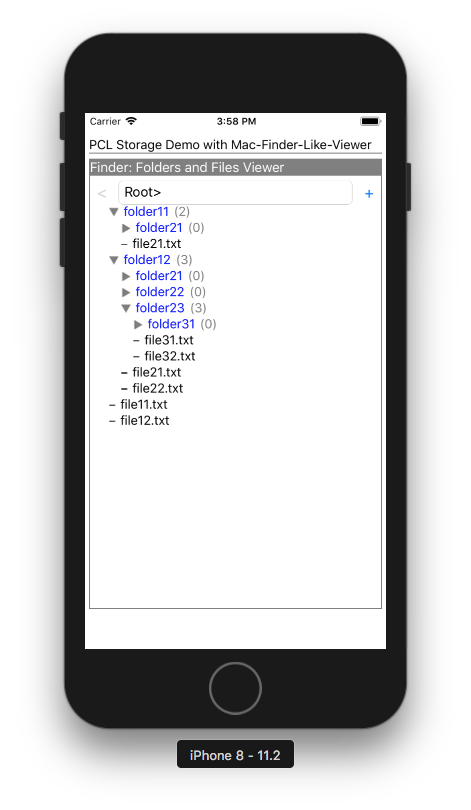 Carrier 3:58 PM
PCL Storage Demo with Mac-Finder-Like-Viewer
Finder: Folders and Files Viewer
< Root> +
folder11 (2)
folder21 (0)
– file21.txt
folder12 (3)
folder21 (0)
folder22 (0)
folder23 (3)
folder31 (0)
– file31.txt
– file32.txt
– file21.txt
– file22.txt
– file11.txt
– file12.txt
iPhone 8 - 11.2